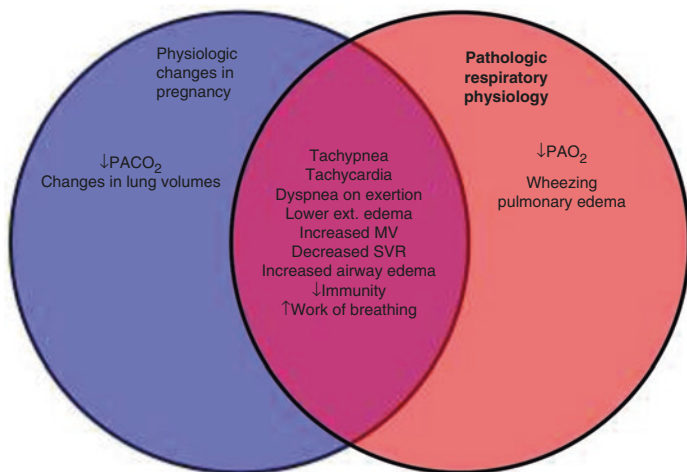 Physiologic
changes in
pregnancy
↓PACO₂
Changes in lung volumes
Tachypnea
Tachycardia
Dyspnea on exertion
Lower ext. edema
Increased MV
Decreased SVR
Increased airway edema
↓Immunity
↑Work of breathing
Pathologic
respiratory
physiology
↓PAO₂
Wheezing
pulmonary edema